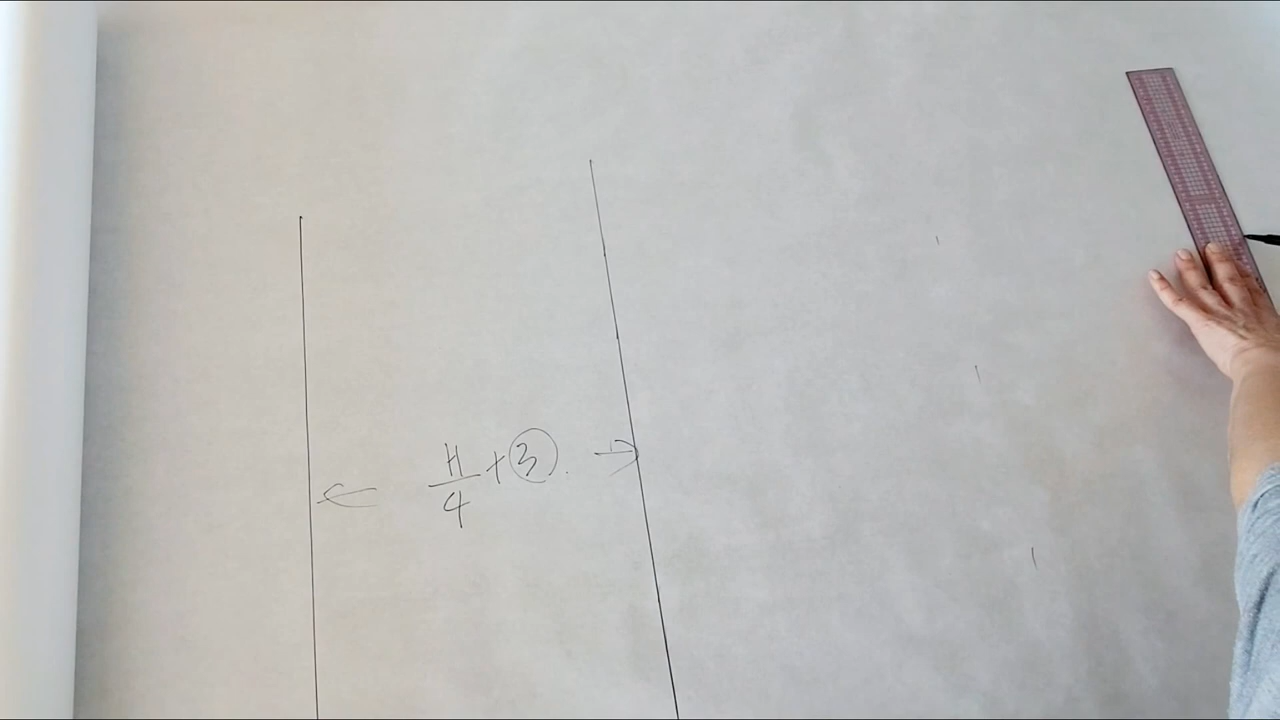 ← H/4 + ③. →